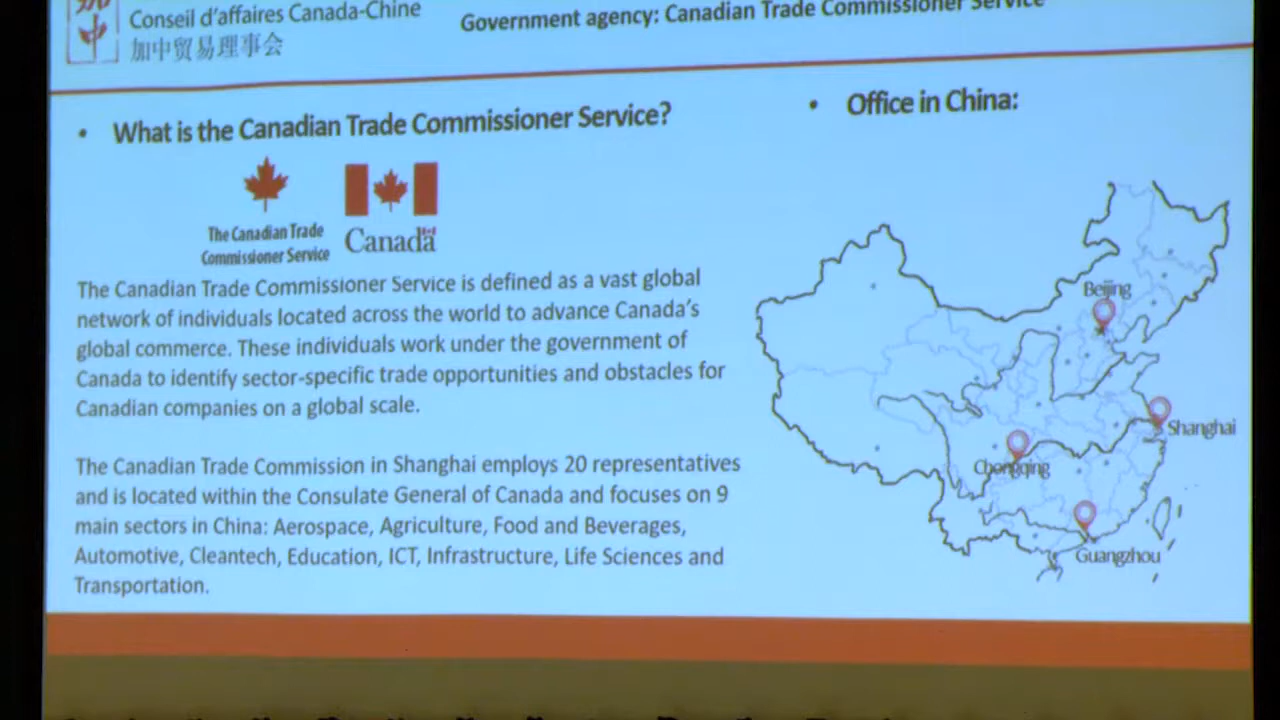 Conseil d'affaires Canada-Chine
加中贸易理事会
Government agency: Canadian Trade Commissioner Service
• What is the Canadian Trade Commissioner Service?
The Canadian Trade
Commissioner Service
Canada
The Canadian Trade Commissioner Service is defined as a vast global
network of individuals located across the world to advance Canada's
global commerce. These individuals work under the government of
Canada to identify sector-specific trade opportunities and obstacles for
Canadian companies on a global scale.
The Canadian Trade Commission in Shanghai employs 20 representatives
and is located within the Consulate General of Canada and focuses on 9
main sectors in China: Aerospace, Agriculture, Food and Beverages,
Automotive, Cleantech, Education, ICT, Infrastructure, Life Sciences and
Transportation.
• Office in China:
Beijing
Shanghai
Chongqing
Guangzhou